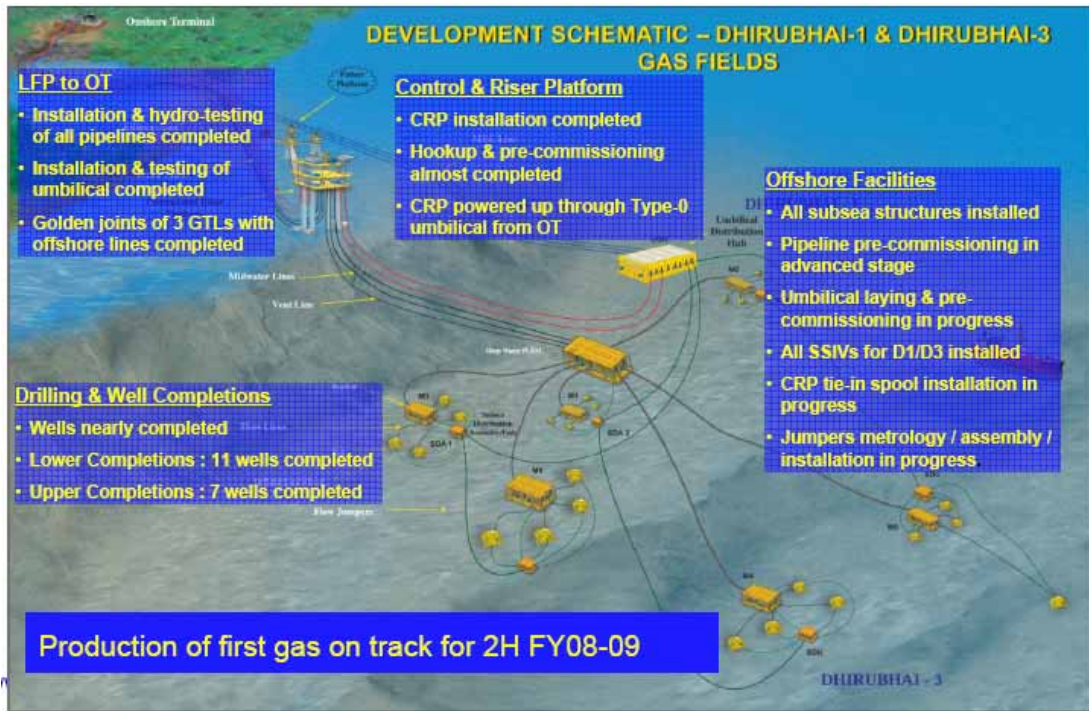 Onshore Terminal
DEVELOPMENT SCHEMATIC – DHIRUBHAI-1 & DHIRUBHAI-3
GAS FIELDS
LFP to OT
• Installation & hydro-testing
of all pipelines completed
• Installation & testing of
umbilical completed
• Golden joints of 3 GTLs with
offshore lines completed
Control & Riser Platform
• CRP installation completed
• Hookup & pre-commissioning
almost completed
• CRP powered up through Type-0
umbilical from OT
Offshore Facilities
• All subsea structures installed
• Pipeline pre-commissioning in
advanced stage
• Umbilical laying & pre-
commissioning in progress
• All SSIVs for D1/D3 installed
• CRP tie-in spool installation in
progress
• Jumpers metrology / assembly /
installation in progress.
Umbilical
Distribution
Hub
M2
Midwater Lines
Vent Line
Drilling & Well Completions
• Wells nearly completed
• Lower Completions : 11 wells completed
• Upper Completions : 7 wells completed
SDA 1
SDA 2
Flow Jumpers
Production of first gas on track for 2H FY08-09
DHIRUBHAI - 3